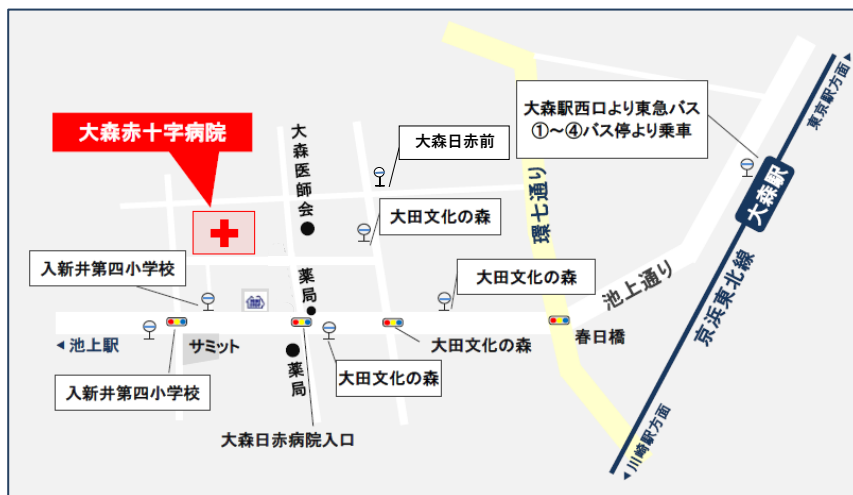 大森赤十字病院
大森医師会
大森日赤前
大森駅西口より東急バス
①～④バス停より乗車
東京駅方面
大森駅
環七通り
大田文化の森
入新井第四小学校
薬局
大田文化の森
池上通り
京浜東北線
池上駅
サミット
薬局
大田文化の森
大田文化の森
春日橋
入新井第四小学校
大森日赤病院入口
川崎駅方面